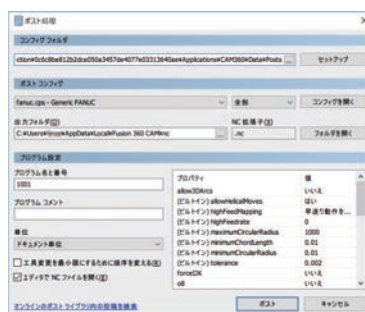 ポスト処理
コンフィグ フォルダ
ction¥0c6c8be812b2dce050a3457de4077e03313640ae¥Applications¥CAM360¥Data¥Posts ... セットアップ
ポスト コンフィグ
fanuc.cps - Generic FANUC 全部 コンフィグを開く
出力フォルダ(D) NC 拡張子(X)
C:¥Users¥ ¥AppData¥Local¥Fusion 360 CAM¥nc ... .nc フォルダを開く
プログラム設定
プログラム名と番号
1001
プログラム コメント
単位
ドキュメント単位
工具変更を最小限にするために順序を変える(R)
エディタで NC ファイルを開く(E)
プロパティ 値
allow3DArcs いいえ
(ビルトイン) allowHelicalMoves はい
(ビルトイン) highFeedMapping 早送り動作を...
(ビルトイン) highFeedrate 0
(ビルトイン) maximumCircularRadius 1000
(ビルトイン) minimumChordLength 0.01
(ビルトイン) minimumCircularRadius 0.01
(ビルトイン) tolerance 0.002
forceIJK いいえ
o8 いいえ
オンラインのポスト ライブラリ内の投稿を検索 ポスト キャンセル